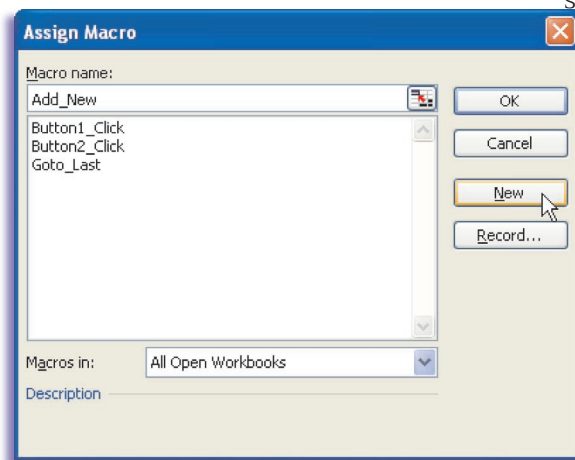 S
Assign Macro
Macro name:
Add_New
Button1_Click
Button2_Click
Goto_Last
OK
Cancel
New
Record...
Macros in:
All Open Workbooks
Description